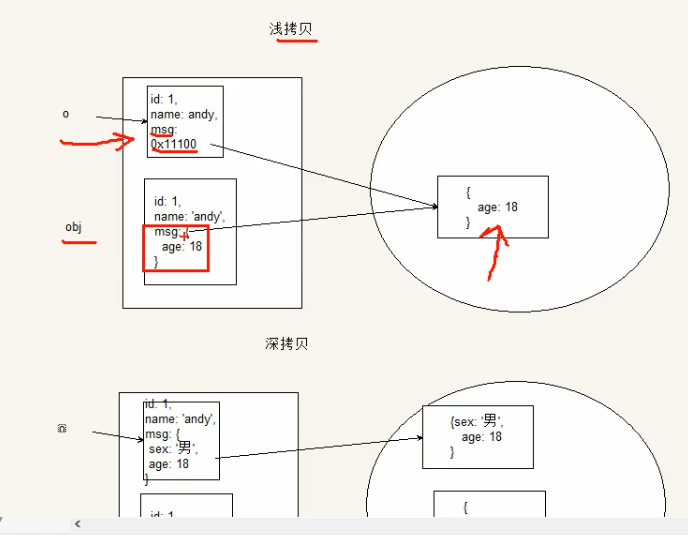 浅拷贝
o
id: 1,
name: andy,
msg:
0x11100
obj
id: 1,
name: 'andy',
msg: {
age: 18
}
{
age: 18
}
深拷贝
id: 1,
name: 'andy',
msg: {
sex: '男',
age: 18
}
{sex: '男',
age: 18
}
id: 1
{